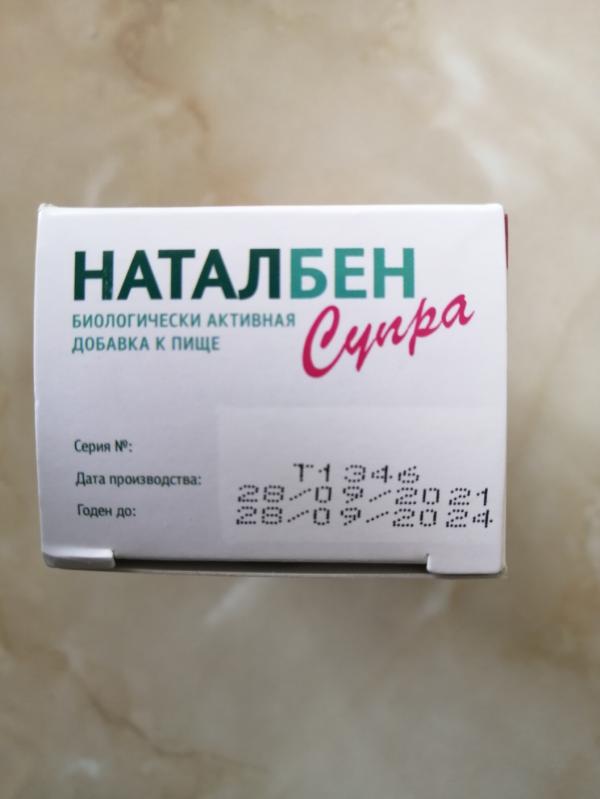 НАТАЛБЕН
Супра
БИОЛОГИЧЕСКИ АКТИВНАЯ
ДОБАВКА К ПИЩЕ
Серия №: T1346
Дата производства: 28/09/2021
Годен до: 28/09/2024